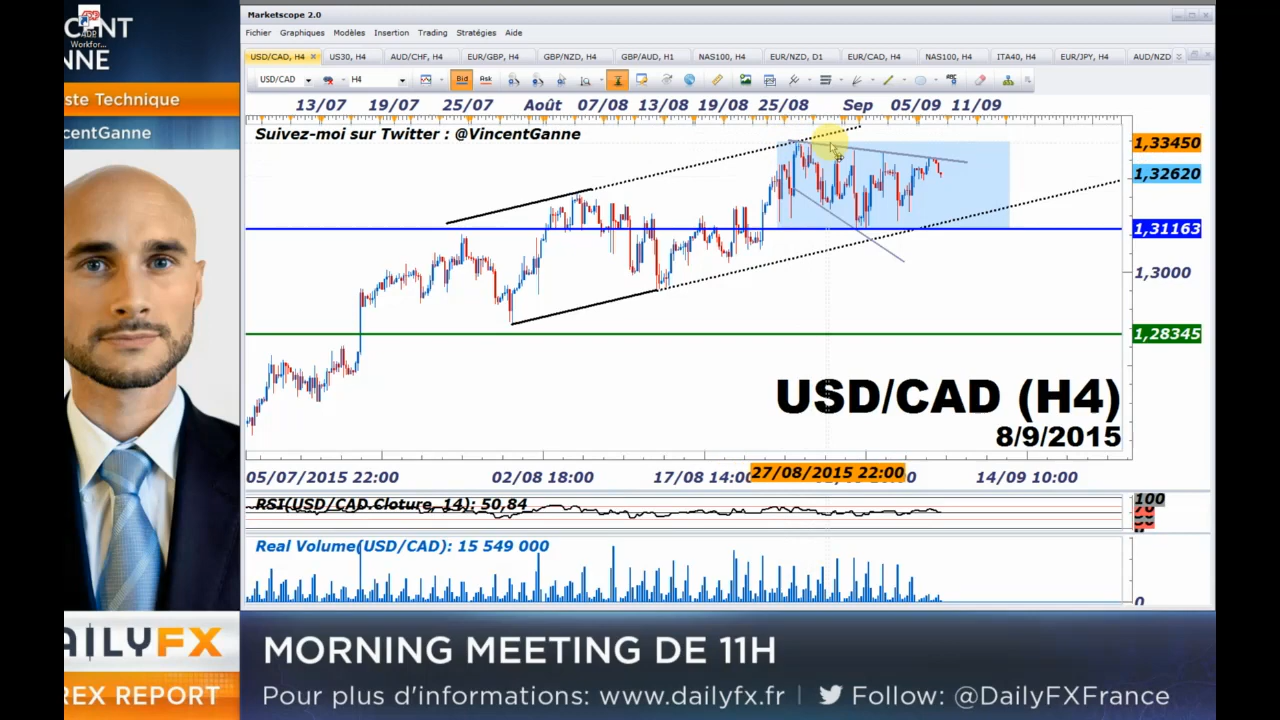 CENT
NNE
ADP
Workfor...
ste Technique
centGanne
Marketscope 2.0
Fichier Graphiques Modèles Insertion Trading Stratégies Aide
USD/CAD, H4 US30, H4 AUD/CHF, H4 EUR/GBP, H4 GBP/NZD, H4 GBP/AUD, H1 NAS100, H4 EUR/NZD, D1 EUR/CAD, H4 NAS100, H4 ITA40, H4 EUR/JPY, H4 AUD/NZD
USD/CAD H4 Bid Ask
13/07 19/07 25/07 Août 07/08 13/08 19/08 25/08 Sep 05/09 11/09
Suivez-moi sur Twitter : @VincentGanne
1,33450
1,32620
1,31163
1,3000
1,28345
USD/CAD (H4)
8/9/2015
05/07/2015 22:00 02/08 18:00 17/08 14:00 27/08/2015 22:00 14/09 10:00
RSI(USD/CAD.Cloture, 14): 50,84
100
Real Volume(USD/CAD): 15 549 000
0
AILYFX
REX REPORT
MORNING MEETING DE 11H
Pour plus d'informations: www.dailyfx.fr | Follow: @DailyFXFrance